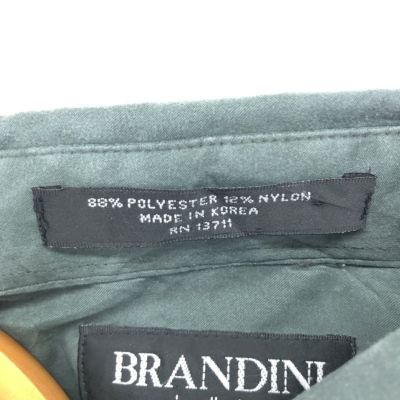 88% POLYESTER 12% NYLON
MADE IN KOREA
RN 13711
BRANDINI